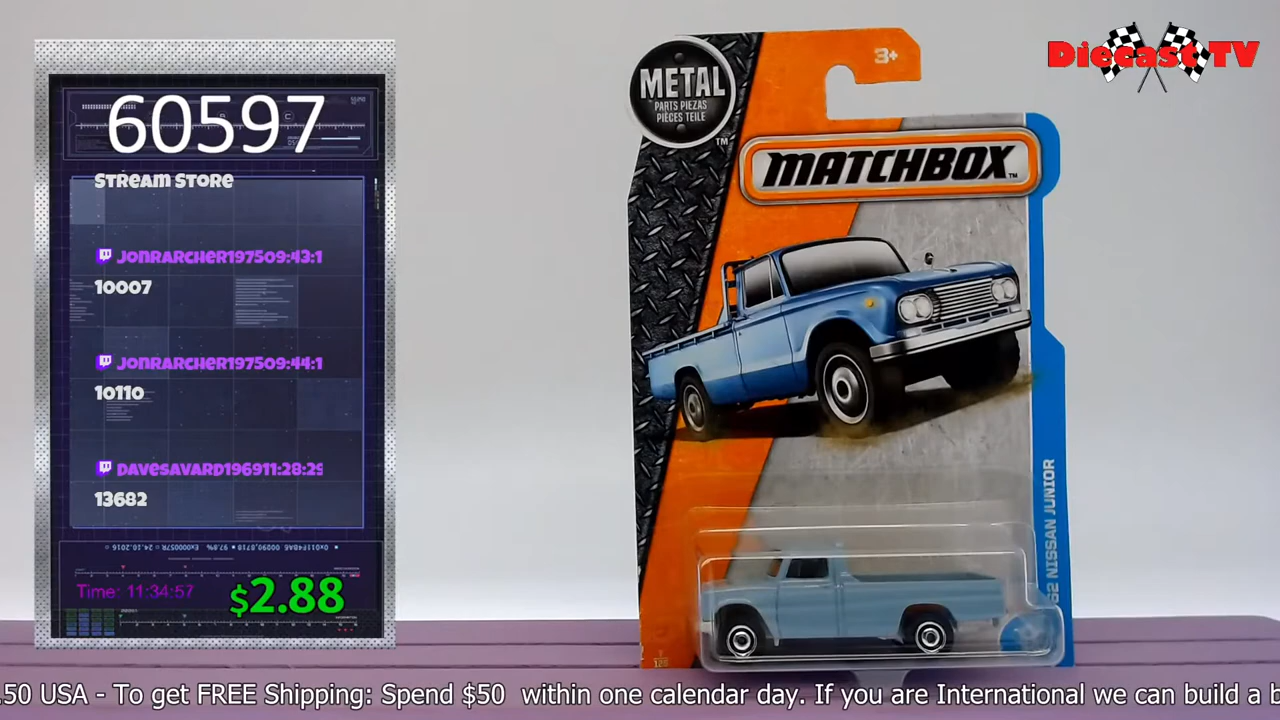 60597
Stream Store
JonRArcher197509:43:1
10007
JonRArcher197509:44:1
10110
DaveSavard196911:28:29
13682
Time: 11:34:57
$2.88
METAL
PARTS PIEZAS
PIÈCES TEILE
™
3+
MATCHBOX™
62 NISSAN JUNIOR
Diecast TV
.50 USA - To get FREE Shipping: Spend $50 within one calendar day. If you are International we can build a b